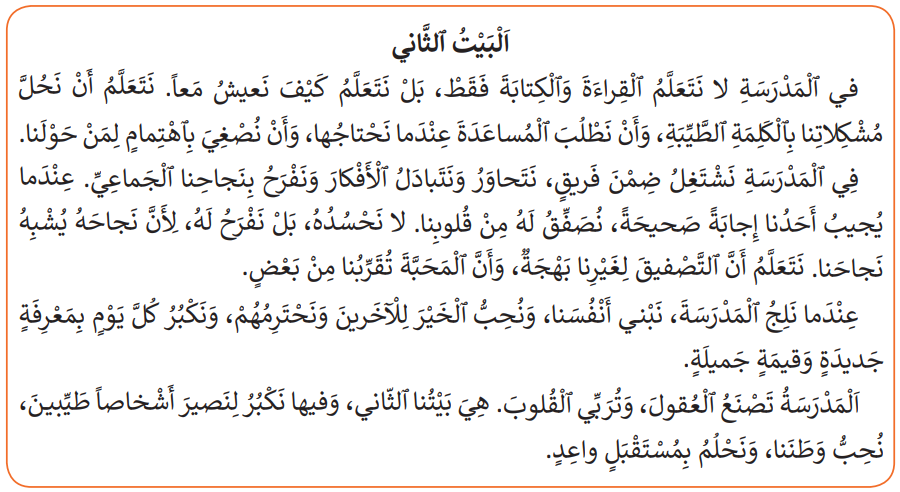 اَلْبَيْتُ ٱلثَّاني
في ٱلْمَدْرَسَةِ لا نَتَعَلَّمُ ٱلْقِراءَةَ وَٱلْكِتابَةَ فَقَطْ، بَلْ نَتَعَلَّمُ كَيْفَ نَعيشُ مَعاً. نَتَعَلَّمُ أَنْ نَحُلَّ
مُشْكِلاتِنا بِٱلْكَلِمَةِ ٱلطَّيِّبَةِ، وَأَنْ نَطْلُبَ ٱلْمُساعَدَةَ عِنْدَما نَحْتاجُها، وَأَنْ نُصْغِيَ بِٱهْتِمامٍ لِمَنْ حَوْلَنا.
فِي ٱلْمَدْرَسَةِ نَشْتَغِلُ ضِمْنَ فَريقٍ، نَتَحاوَرُ وَنَتَبادَلُ ٱلْأَفْكارَ وَنَفْرَحُ بِنَجاحِنا ٱلْجَماعِيِّ. عِنْدَما
يُجيبُ أَحَدُنا إِجابَةً صَحيحَةً، نُصَفِّقُ لَهُ مِنْ قُلوبِنا. لا نَحْسُدُهُ، بَلْ نَفْرَحُ لَهُ، لِأَنَّ نَجاحَهُ يُشْبِهُ
نَجاحَنا. نَتَعَلَّمُ أَنَّ ٱلتَّصْفيقَ لِغَيْرِنا بَهْجَةٌ، وَأَنَّ ٱلْمَحَبَّةَ تُقَرِّبُنا مِنْ بَعْضٍ.
عِنْدَما نَلِجُ ٱلْمَدْرَسَةَ، نَبْني أَنْفُسَنا، وَنُحِبُّ ٱلْخَيْرَ لِلْآخَرينَ وَنَحْتَرِمُهُمْ، وَنَكْبُرُ كُلَّ يَوْمٍ بِمَعْرِفَةٍ
جَديدَةٍ وَقيمَةٍ جَميلَةٍ.
اَلْمَدْرَسَةُ تَصْنَعُ ٱلْعُقولَ، وَتُرَبِّي ٱلْقُلوبَ. هِيَ بَيْتُنا ٱلثّاني، وَفيها نَكْبُرُ لِنَصيرَ أَشْخاصاً طَيِّبينَ،
نُحِبُّ وَطَنَنا، وَنَحْلُمُ بِمُسْتَقْبَلٍ واعِدٍ.